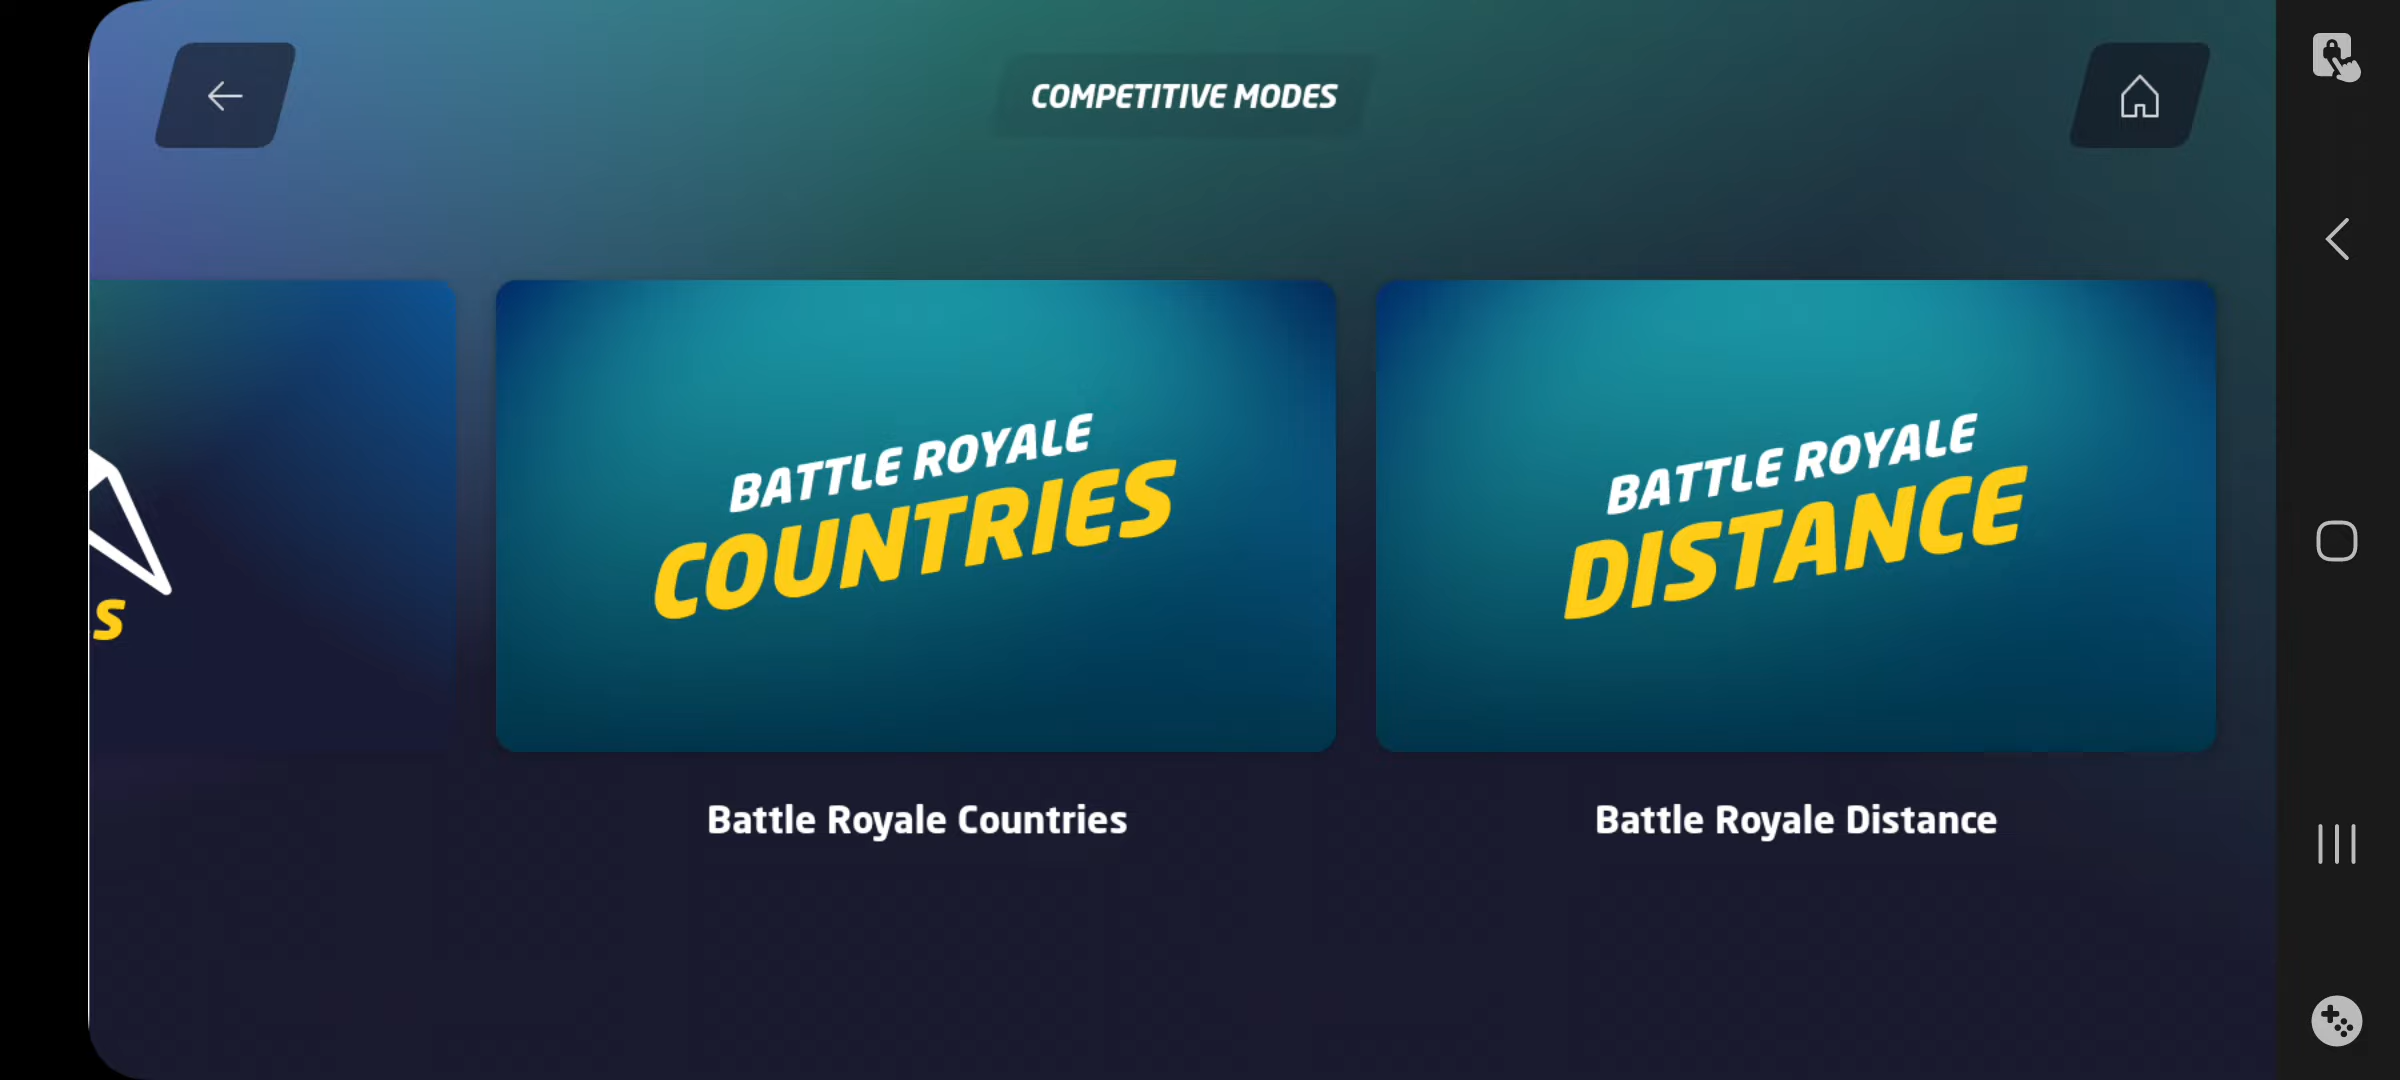 COMPETITIVE MODES
S
BATTLE ROYALE
COUNTRIES
BATTLE ROYALE
DISTANCE
Battle Royale Countries
Battle Royale Distance